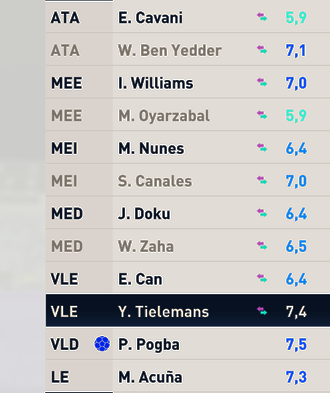 ATA E. Cavani 5,9
ATA W. Ben Yedder 7,1
MEE I. Williams 7,0
MEE M. Oyarzabal 5,9
MEI M. Nunes 6,4
MEI S. Canales 7,0
MED J. Doku 6,4
MED W. Zaha 6,5
VLE E. Can 6,4
VLE Y. Tielemans 7,4
VLD P. Pogba 7,5
LE M. Acuña 7,3